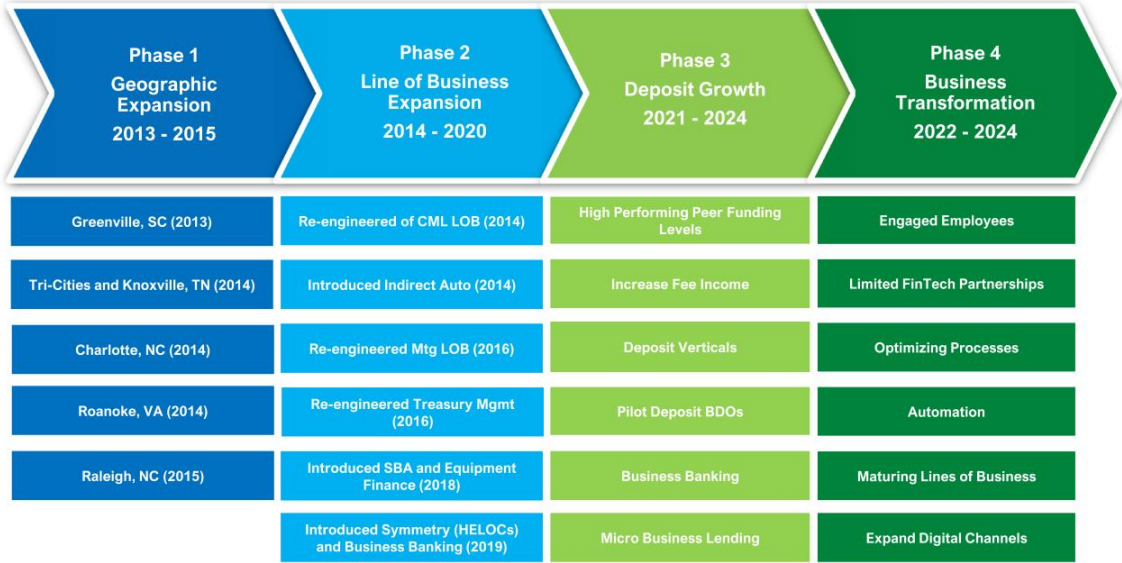 Phase 1
Geographic
Expansion
2013 - 2015
Phase 2
Line of Business
Expansion
2014 - 2020
Phase 3
Deposit Growth
2021 - 2024
Phase 4
Business
Transformation
2022 - 2024
Greenville, SC (2013)
Tri-Cities and Knoxville, TN (2014)
Charlotte, NC (2014)
Roanoke, VA (2014)
Raleigh, NC (2015)
Re-engineered of CML LOB (2014)
Introduced Indirect Auto (2014)
Re-engineered Mtg LOB (2016)
Re-engineered Treasury Mgmt
(2016)
Introduced SBA and Equipment
Finance (2018)
Introduced Symmetry (HELOCs)
and Business Banking (2019)
High Performing Peer Funding
Levels
Increase Fee Income
Deposit Verticals
Pilot Deposit BDOs
Business Banking
Micro Business Lending
Engaged Employees
Limited FinTech Partnerships
Optimizing Processes
Automation
Maturing Lines of Business
Expand Digital Channels